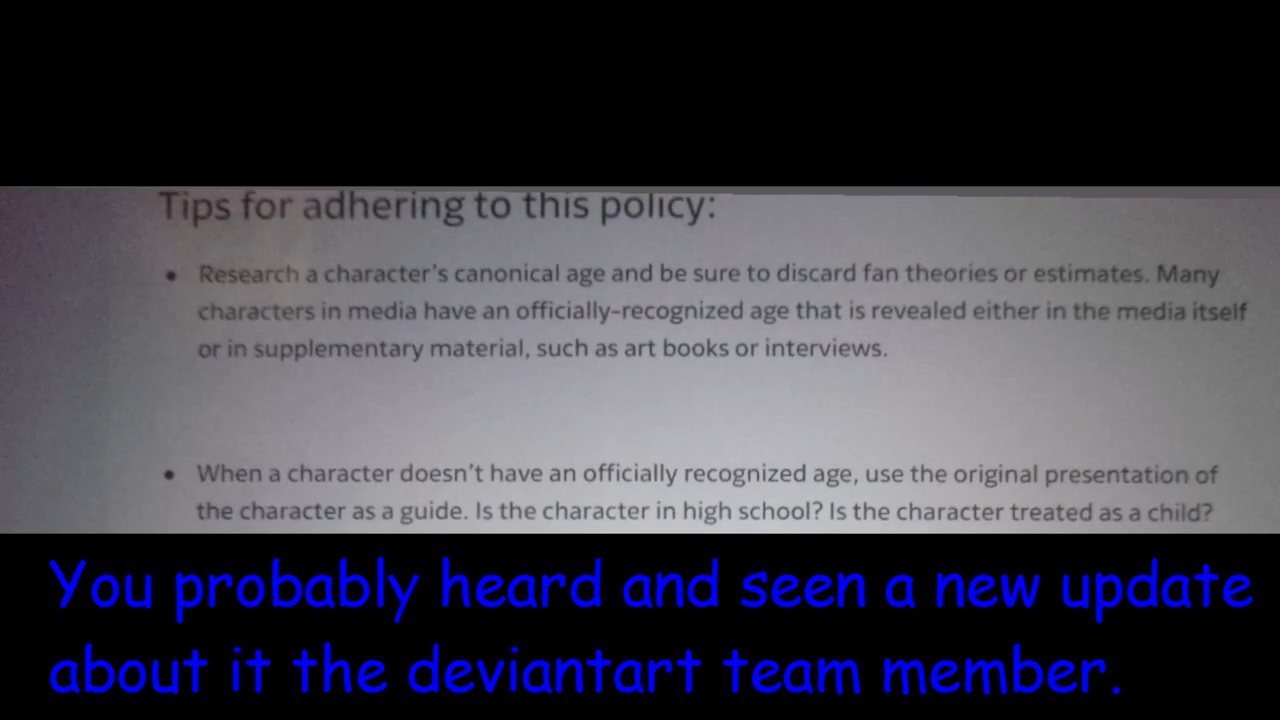 Tips for adhering to this policy:
• Research a character's canonical age and be sure to discard fan theories or estimates. Many
characters in media have an officially-recognized age that is revealed either in the media itself
or in supplementary material, such as art books or interviews.
• When a character doesn't have an officially recognized age, use the original presentation of
the character as a guide. Is the character in high school? Is the character treated as a child?
You probably heard and seen a new update
about it the deviantart team member.